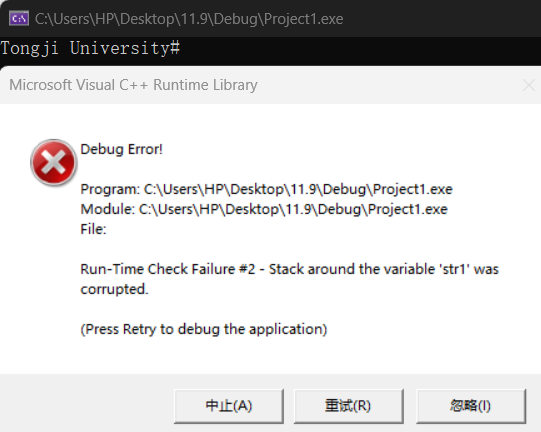 C:\Users\HP\Desktop\11.9\Debug\Project1.exe
Tongji University#
Microsoft Visual C++ Runtime Library
Debug Error!
Program: C:\Users\HP\Desktop\11.9\Debug\Project1.exe
Module: C:\Users\HP\Desktop\11.9\Debug\Project1.exe
File:
Run-Time Check Failure #2 - Stack around the variable 'str1' was
corrupted.
(Press Retry to debug the application)
中止(A) 重试(R) 忽略(I)